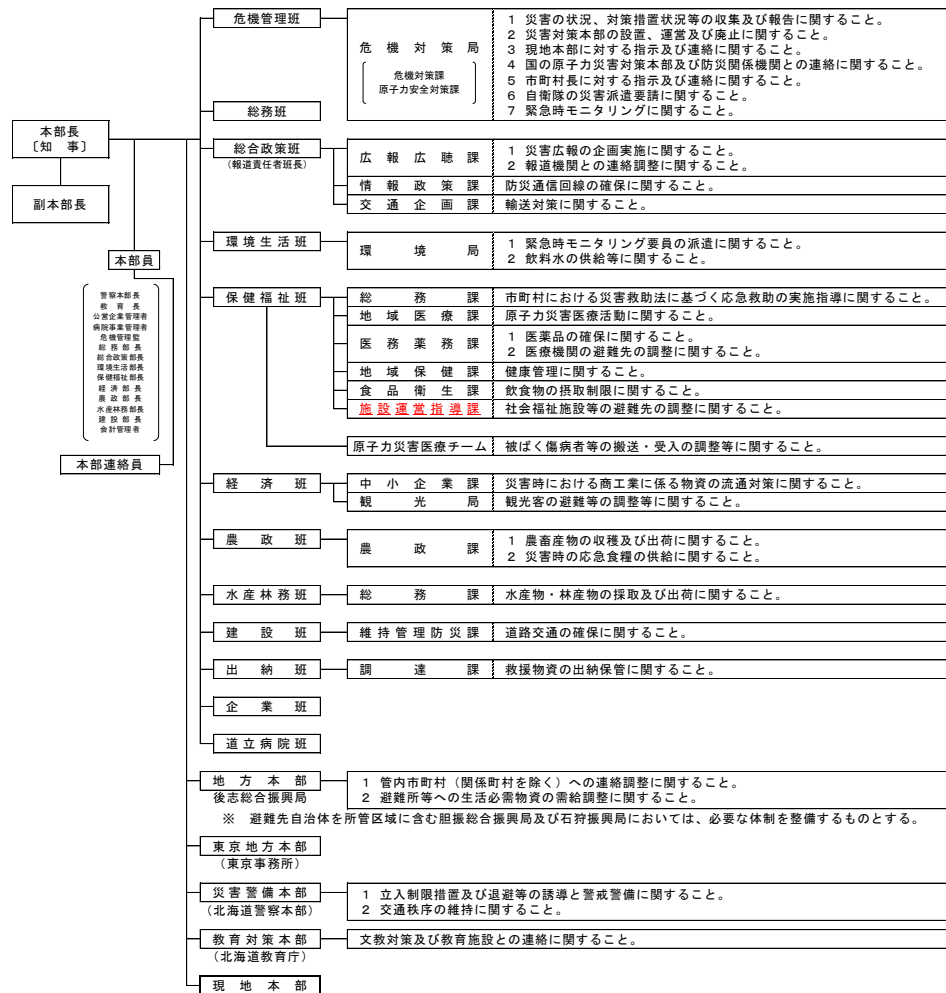 本部長
〔知　事〕
副本部長
本部員
警察本部長
教　育　長
公営企業管理者
病院事業管理者
危機管理監
総　務　部　長
総合政策部長
環境生活部長
保健福祉部長
経　済　部　長
農　政　部　長
水産林務部長
建　設　部　長
会計管理者
本部連絡員
危機管理班
危機対策局
危機対策課
原子力安全対策課
1　災害の状況、対策措置状況等の収集及び報告に関すること。
2　災害対策本部の設置、運営及び廃止に関すること。
3　現地本部に対する指示及び連絡に関すること。
4　国の原子力災害対策本部及び防災関係機関との連絡に関すること。
5　市町村長に対する指示及び連絡に関すること。
6　自衛隊の災害派遣要請に関すること。
7　緊急時モニタリングに関すること。
総務班
総合政策班
（報道責任者班長）
広報広聴課
1　災害広報の企画実施に関すること。
2　報道機関との連絡調整に関すること。
情報政策課　防災通信回線の確保に関すること。
交通企画課　輸送対策に関すること。
環境生活班
環境局
1　緊急時モニタリング要員の派遣に関すること。
2　飲料水の供給等に関すること。
保健福祉班
総務課　市町村における災害救助法に基づく応急救助の実施指導に関すること。
地域医療課　原子力災害医療活動に関すること。
医務薬務課
1　医薬品の確保に関すること。
2　医療機関の避難先の調整に関すること。
地域保健課　健康管理に関すること。
食品衛生課　飲食物の摂取制限に関すること。
施設運営指導課　社会福祉施設等の避難先の調整に関すること。
原子力災害医療チーム　被ばく傷病者等の搬送・受入の調整等に関すること。
経済班
中小企業課　災害時における商工業に係る物資の流通対策に関すること。
観光局　観光客の避難等の調整等に関すること。
農政班
農政課
1　農畜産物の収穫及び出荷に関すること。
2　災害時の応急食糧の供給に関すること。
水産林務班　総務課　水産物・林産物の採取及び出荷に関すること。
建設班　維持管理防災課　道路交通の確保に関すること。
出納班　調達課　救援物資の出納保管に関すること。
企業班
道立病院班
地方本部
後志総合振興局
1　管内市町村（関係町村を除く）への連絡調整に関すること。
2　避難所等への生活必需物資の需給調整に関すること。
※　避難先自治体を所管区域に含む胆振総合振興局及び石狩振興局においては、必要な体制を整備するものとする。
東京地方本部
（東京事務所）
災害警備本部
（北海道警察本部）
1　立入制限措置及び退避等の誘導と警戒警備に関すること。
2　交通秩序の維持に関すること。
教育対策本部
（北海道教育庁）
文教対策及び教育施設との連絡に関すること。
現地本部